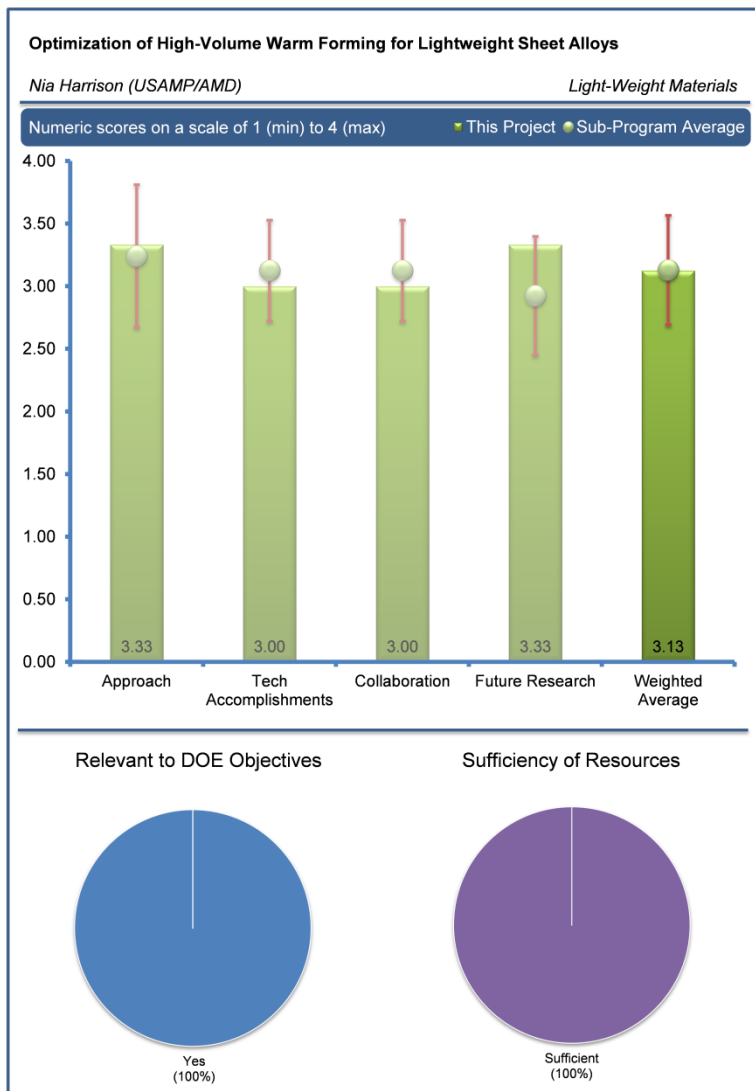 Optimization of High-Volume Warm Forming for Lightweight Sheet Alloys
Nia Harrison (USAMP/AMD) Light-Weight Materials
Numeric scores on a scale of 1 (min) to 4 (max) This Project Sub-Program Average
4.00
3.50
3.00
2.50
2.00
1.50
1.00
0.50
0.00
3.33 3.00 3.00 3.33 3.13
Approach Tech Collaboration Future Research Weighted
Accomplishments Average
Relevant to DOE Objectives Sufficiency of Resources
Yes Sufficient
(100%) (100%)